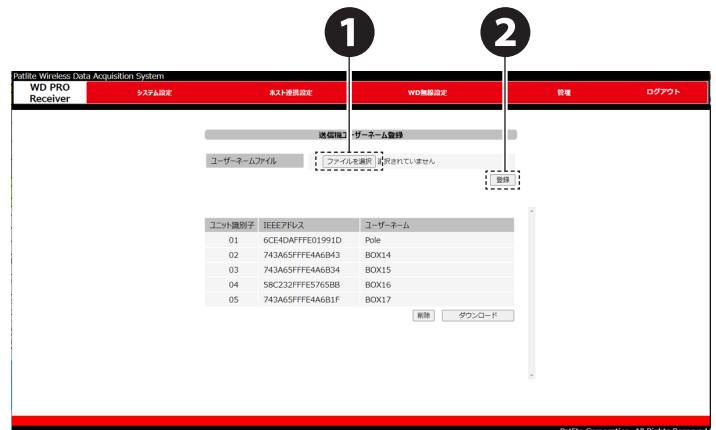 1 2
Patlite Wireless Data Acquisition System
WD PRO
Receiver
システム設定 ホスト連携設定 WD無線設定 管理 ログアウト
送信機ユーザーネーム登録
ユーザーネームファイル ファイルを選択 選択されていません
登録
ユニット識別子 IEEEアドレス ユーザーネーム
01 6CE4DAFFFE01991D Pole
02 743A65FFFE4A6B43 BOX14
03 743A65FFFE4A6B34 BOX15
04 58C232FFFE5765BB BOX16
05 743A65FFFE4A6B1F BOX17
削除 ダウンロード
Patlite Corporation. All Rights Reserved